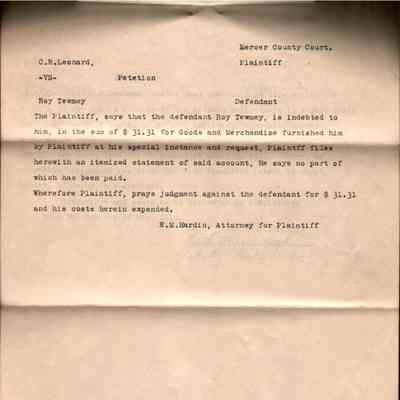 Mercer County Court.
C.R.Leonard, Plaintiff
-VS- Petetion
Roy Tewmey Defendant
The Plaintiff, says that the defendant Roy Tewmey, is indebted to
him, in the sum of $ 31.31 for Goods and Merchandize furnished him
by Plaintiff at his special instance and request, Plaintff files
herewith an itemized statement of said account, He says no part of
which has been paid.
Wherefore Plaintiff, prays judgment against the defendant for $ 31.31
and his costs herein expended,
N.M.Hardin, Attorney for Plaintiff